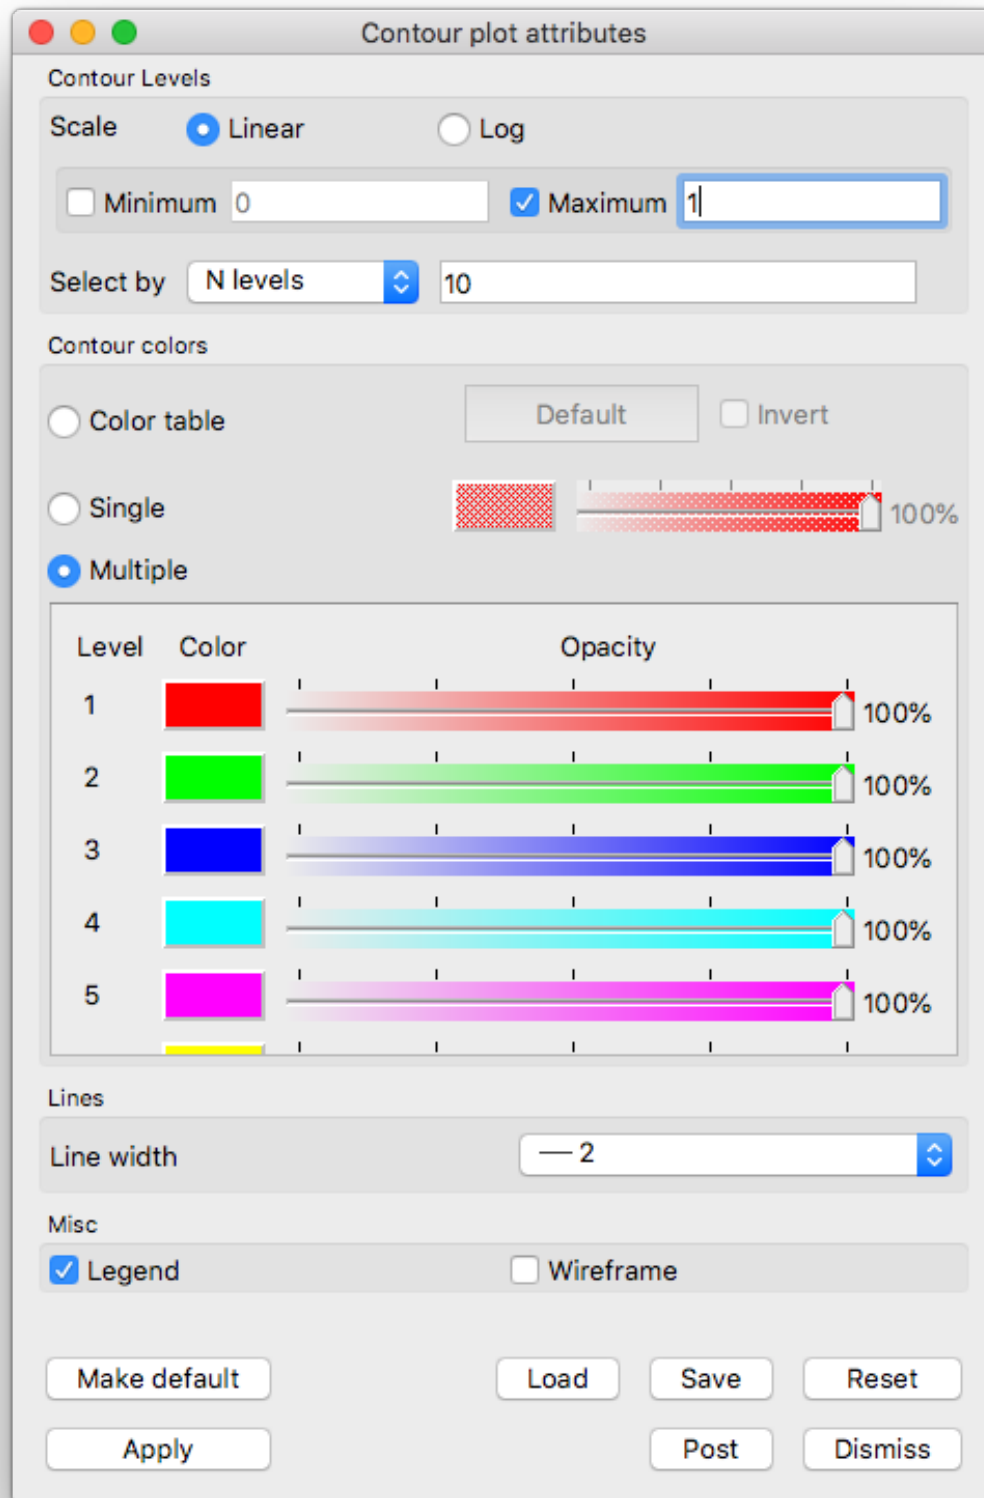 Contour plot attributes
Contour Levels
Scale Linear Log
Minimum 0 Maximum 1
Select by N levels 10
Contour colors
Color table Default Invert
Single 100%
Multiple
Level Color Opacity
1 100%
2 100%
3 100%
4 100%
5 100%
Lines
Line width 2
Misc
Legend Wireframe
Make default Load Save Reset
Apply Post Dismiss